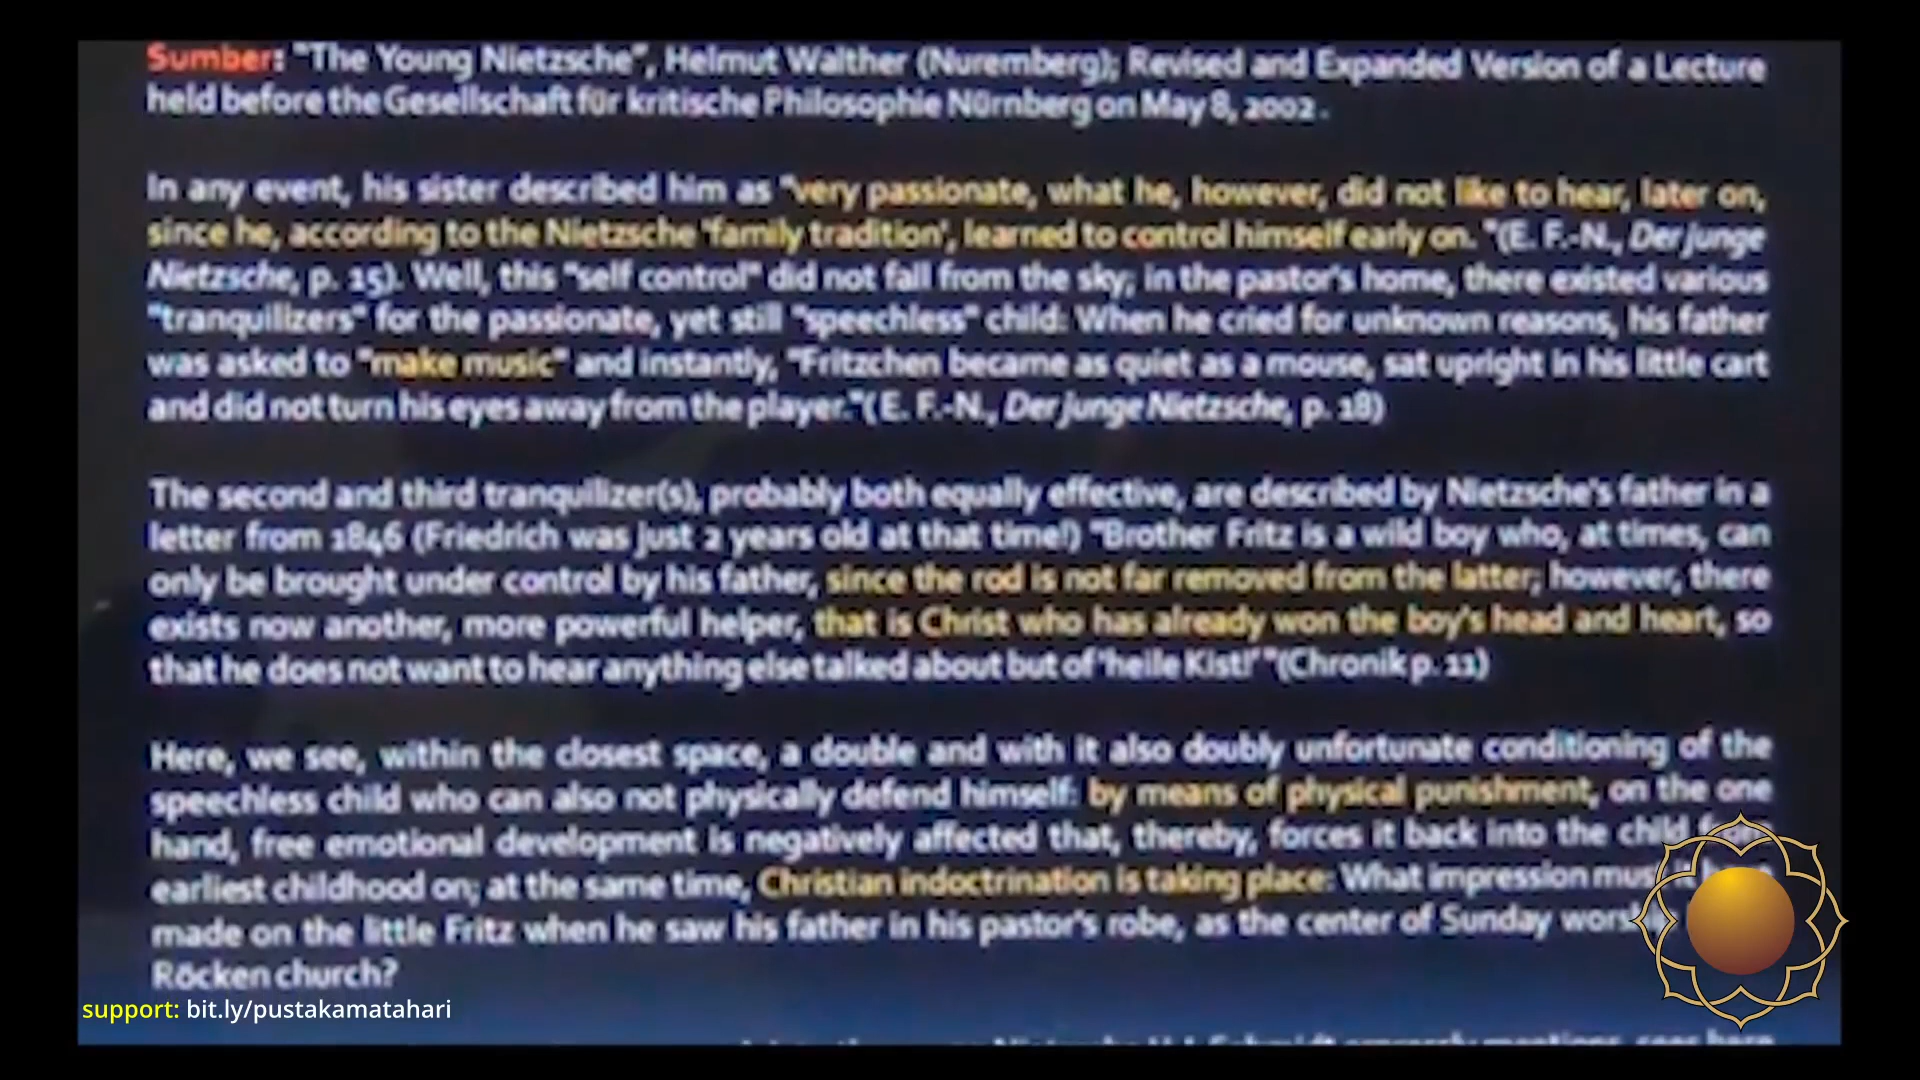 Sumber: "The Young Nietzsche", Helmut Walther (Nuremberg); Revised and Expanded Version of a Lecture
held before the Gesellschaft für kritische Philosophie Nürnberg on May 8, 2002 .
In any event, his sister described him as "very passionate, what he, however, did not like to hear, later on,
since he, according to the Nietzsche 'family tradition', learned to control himself early on. "(E. F.-N., Der junge
Nietzsche, p. 15). Well, this "self control" did not fall from the sky; in the pastor's home, there existed various
"tranquilizers" for the passionate, yet still "speechless" child: When he cried for unknown reasons, his father
was asked to "make music" and instantly, "Fritzchen became as quiet as a mouse, sat upright in his little cart
and did not turn his eyes away from the player."( E. F.-N., Der junge Nietzsche, p. 18)
The second and third tranquilizer(s), probably both equally effective, are described by Nietzsche's father in a
letter from 1846 (Friedrich was just 2 years old at that time!) "Brother Fritz is a wild boy who, at times, can
only be brought under control by his father, since the rod is not far removed from the latter; however, there
exists now another, more powerful helper, that is Christ who has already won the boy's head and heart, so
that he does not want to hear anything else talked about but of 'heile Kist!' "(Chronik p. 11)
Here, we see, within the closest space, a double and with it also doubly unfortunate conditioning of the
speechless child who can also not physically defend himself: by means of physical punishment, on the one
hand, free emotional development is negatively affected that, thereby, forces it back into the child from
earliest childhood on; at the same time, Christian indoctrination is taking place: What impression must it
made on the little Fritz when he saw his father in his pastor's robe, as the center of Sunday worship
Röcken church?
support: bit.ly/pustakamatahari